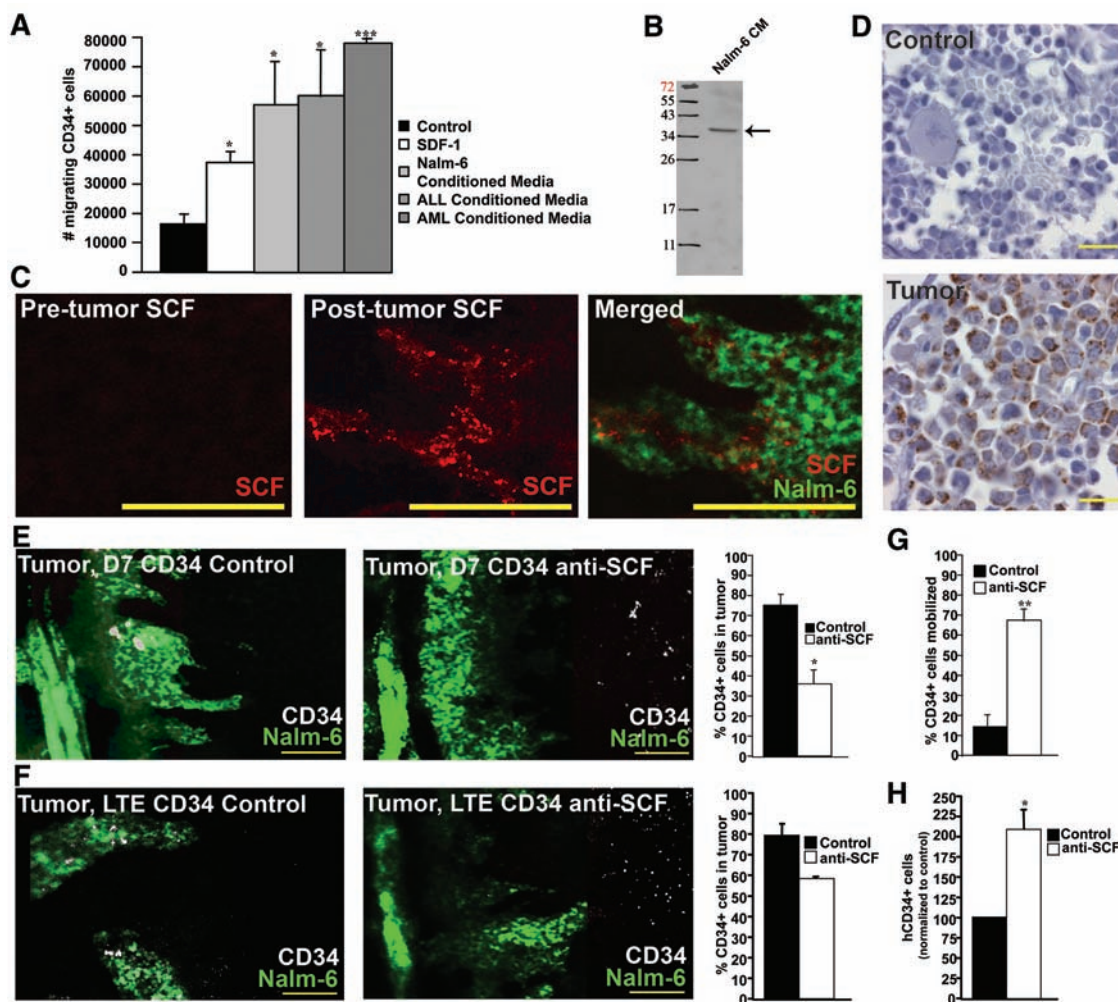 A
80000
70000
60000
50000
40000
30000
20000
10000
0
# migrating CD34+ cells
*
*
*
***
Control
SDF-1
Nalm-6
Conditioned Media
ALL Conditioned Media
AML Conditioned Media
B
Nalm-6 CM
72
55
43
34
26
17
11
D
Control
Tumor
C
Pre-tumor SCF
SCF
Post-tumor SCF
SCF
Merged
SCF
Nalm-6
E
Tumor, D7 CD34 Control
CD34
Nalm-6
Tumor, D7 CD34 anti-SCF
CD34
Nalm-6
% CD34+ cells in tumor
100
90
80
70
60
50
40
30
20
10
0
*
Control
anti-SCF
G
% CD34+ cells mobilized
100
90
80
70
60
50
40
30
20
10
0
**
Control
anti-SCF
F
Tumor, LTE CD34 Control
CD34
Nalm-6
Tumor, LTE CD34 anti-SCF
CD34
Nalm-6
% CD34+ cells in tumor
100
90
80
70
60
50
40
30
20
10
0
Control
anti-SCF
H
hCD34+ cells
(normalized to control)
250
225
200
175
150
125
100
75
50
25
0
*
Control
anti-SCF